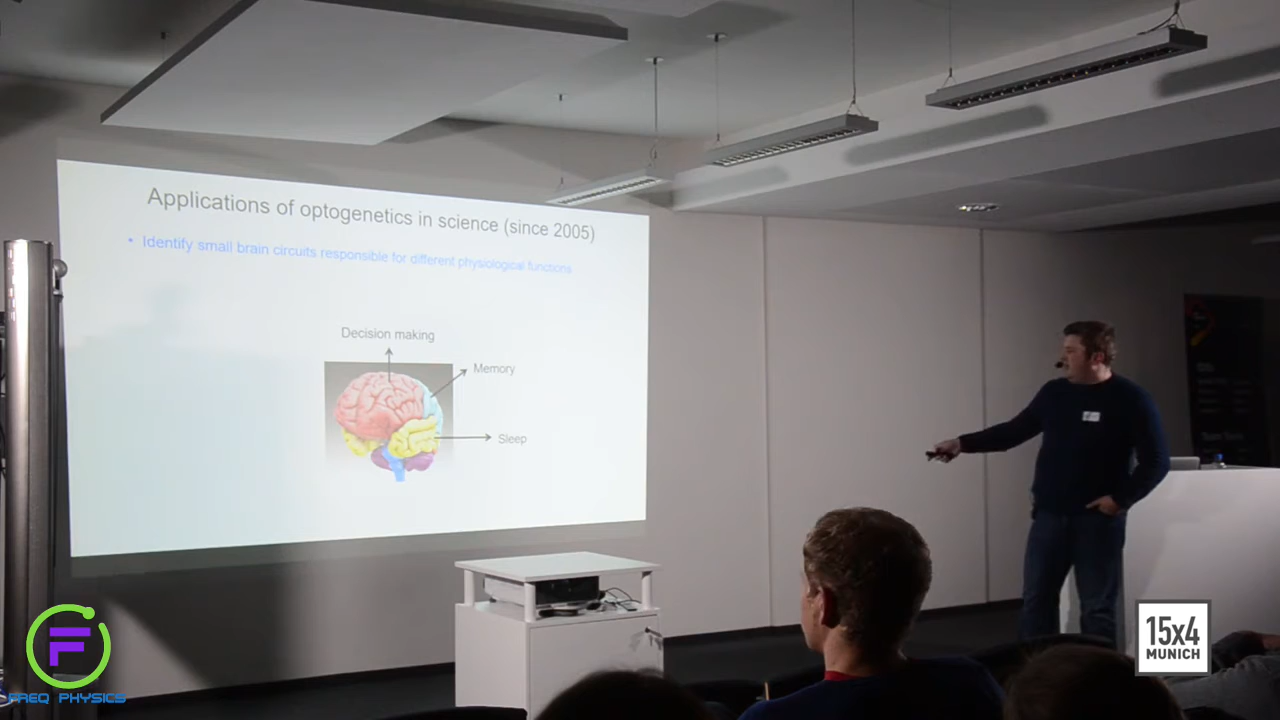 Applications of optogenetics in science (since 2005)
• Identify small brain circuits responsible for different physiological functions
Decision making
Memory
Sleep
F
FREQ PHYSICS
15x4
MUNICH